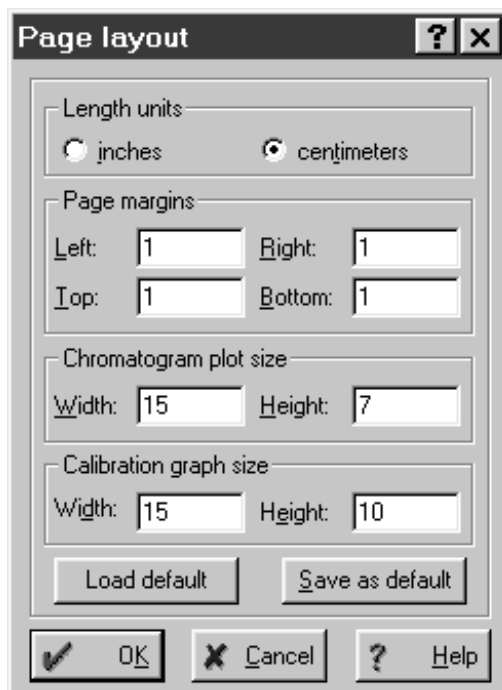 Page layout ?
Length units
inches centimeters
Page margins
Left: 1 Right: 1
Top: 1 Bottom: 1
Chromatogram plot size
Width: 15 Height: 7
Calibration graph size
Width: 15 Height: 10
Load default Save as default
OK Cancel ? Help